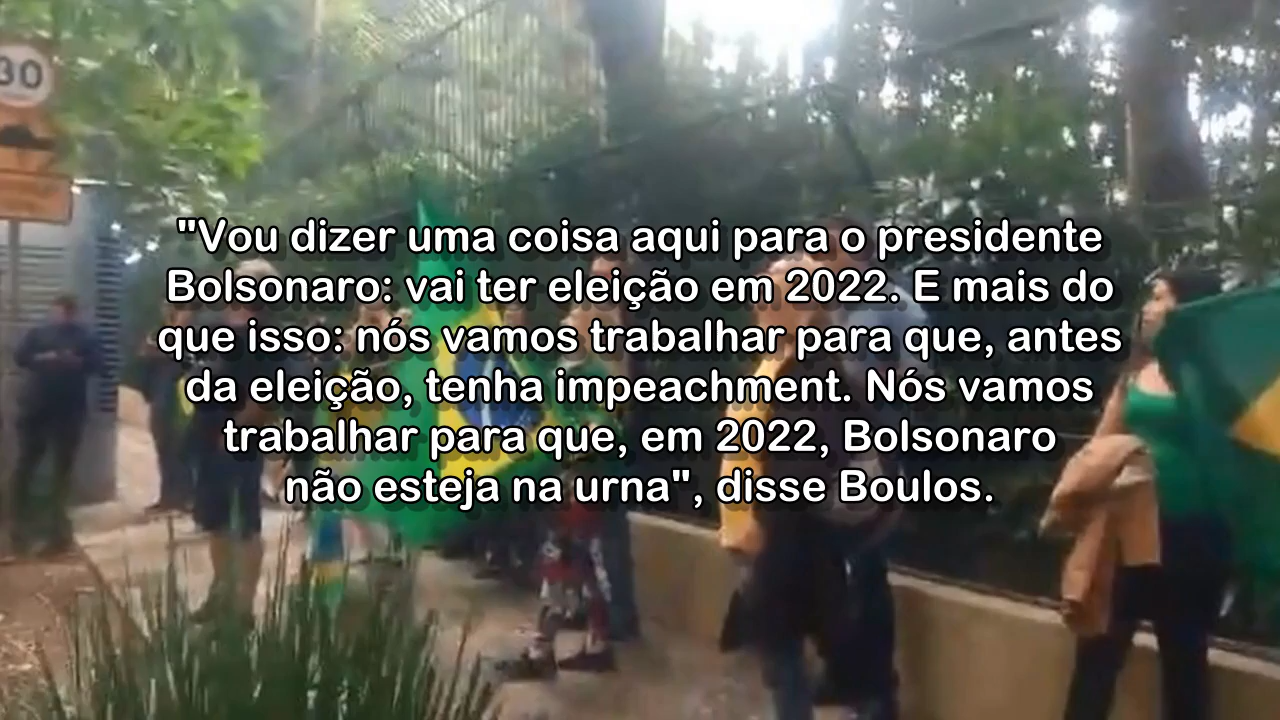 30
"Vou dizer uma coisa aqui para o presidente
Bolsonaro: vai ter eleição em 2022. E mais do
que isso: nós vamos trabalhar para que, antes
da eleição, tenha impeachment. Nós vamos
trabalhar para que, em 2022, Bolsonaro
não esteja na urna", disse Boulos.